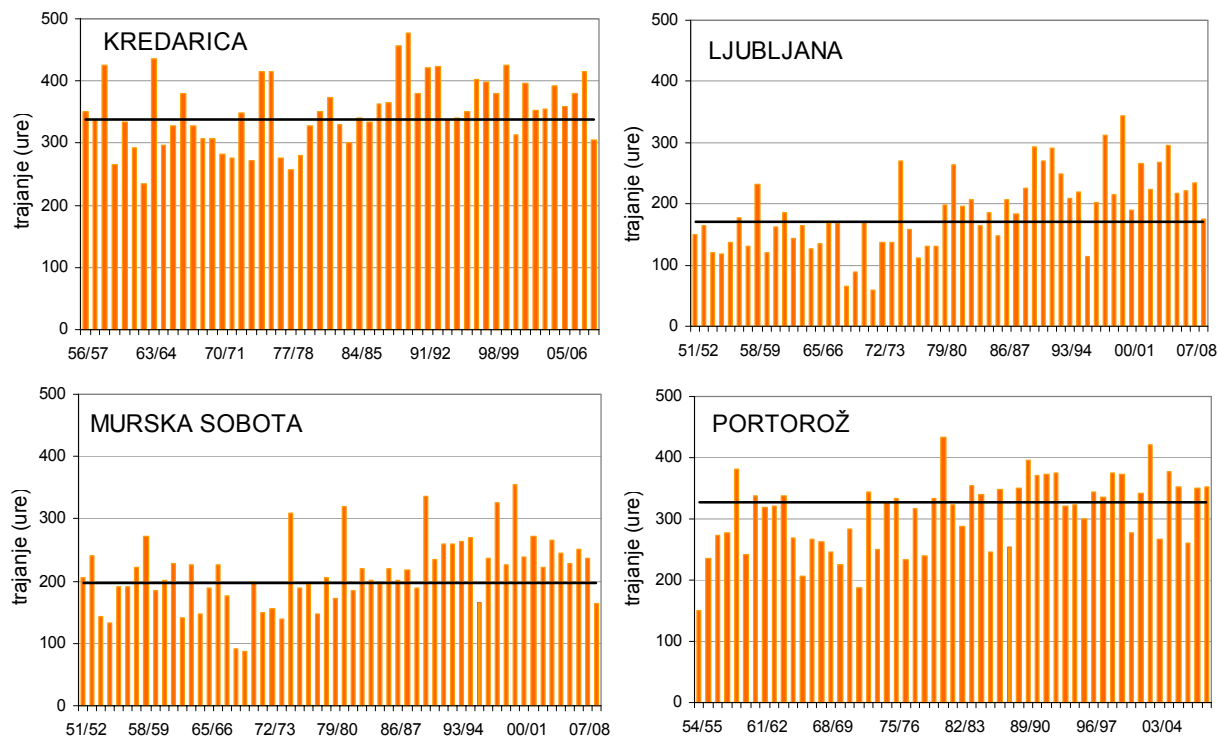 KREDARICA
trajanje (ure)
500
400
300
200
100
0
56/57 63/64 70/71 77/78 84/85 91/92 98/99 05/06
LJUBLJANA
trajanje (ure)
500
400
300
200
100
0
51/52 58/59 65/66 72/73 79/80 86/87 93/94 00/01 07/08
MURSKA SOBOTA
trajanje (ure)
500
400
300
200
100
0
51/52 58/59 65/66 72/73 79/80 86/87 93/94 00/01 07/08
PORTOROŽ
trajanje (ure)
500
400
300
200
100
0
54/55 61/62 68/69 75/76 82/83 89/90 96/97 03/04